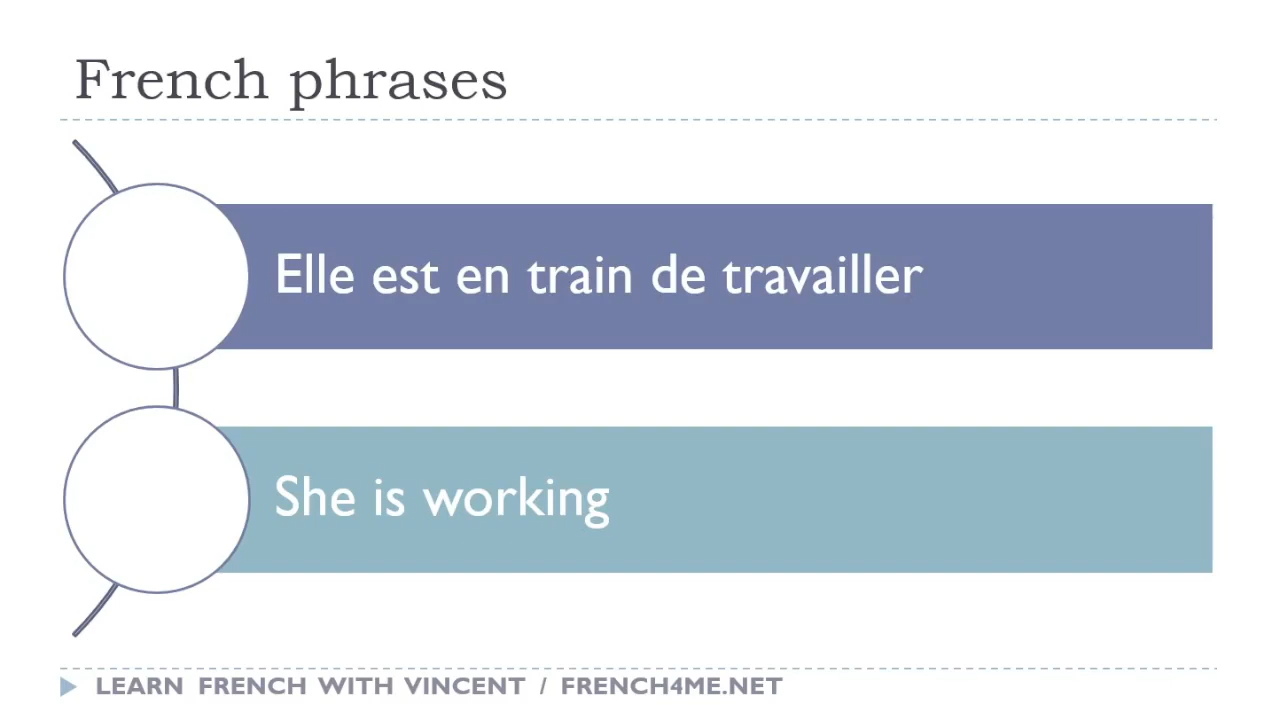 French phrases
Elle est en train de travailler
She is working
LEARN FRENCH WITH VINCENT / FRENCH4ME.NET